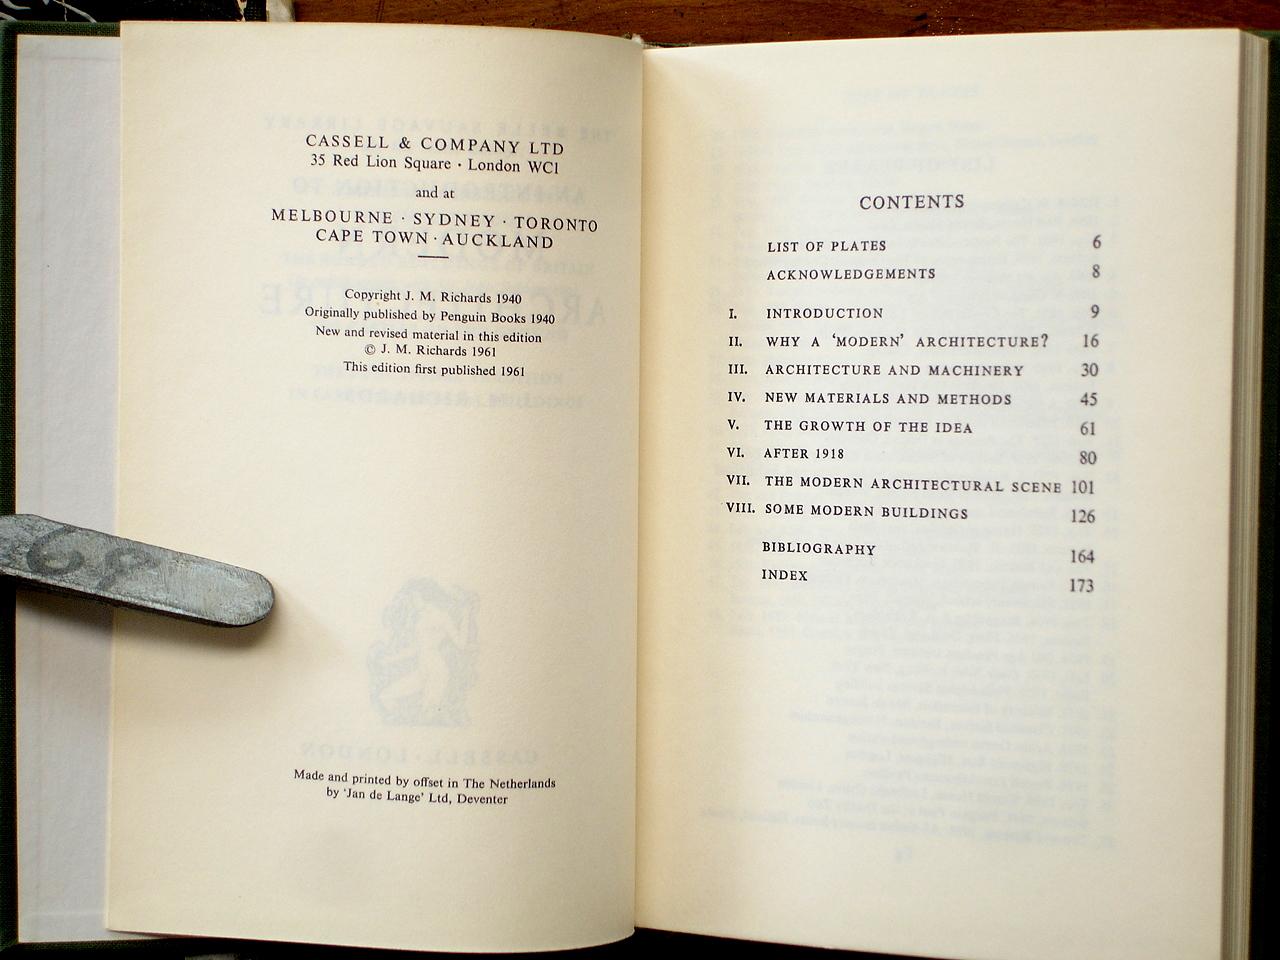 CASSELL & COMPANY LTD
35 Red Lion Square · London WC1
and at
MELBOURNE · SYDNEY · TORONTO
CAPE TOWN · AUCKLAND
Copyright J. M. Richards 1940
Originally published by Penguin Books 1940
New and revised material in this edition
© J. M. Richards 1961
This edition first published 1961
Made and printed by offset in The Netherlands
by 'Jan de Lange' Ltd, Deventer
CONTENTS
LIST OF PLATES 6
ACKNOWLEDGEMENTS 8
I. INTRODUCTION 9
II. WHY A 'MODERN' ARCHITECTURE? 16
III. ARCHITECTURE AND MACHINERY 30
IV. NEW MATERIALS AND METHODS 45
V. THE GROWTH OF THE IDEA 61
VI. AFTER 1918 80
VII. THE MODERN ARCHITECTURAL SCENE 101
VIII. SOME MODERN BUILDINGS 126
BIBLIOGRAPHY 164
INDEX 173